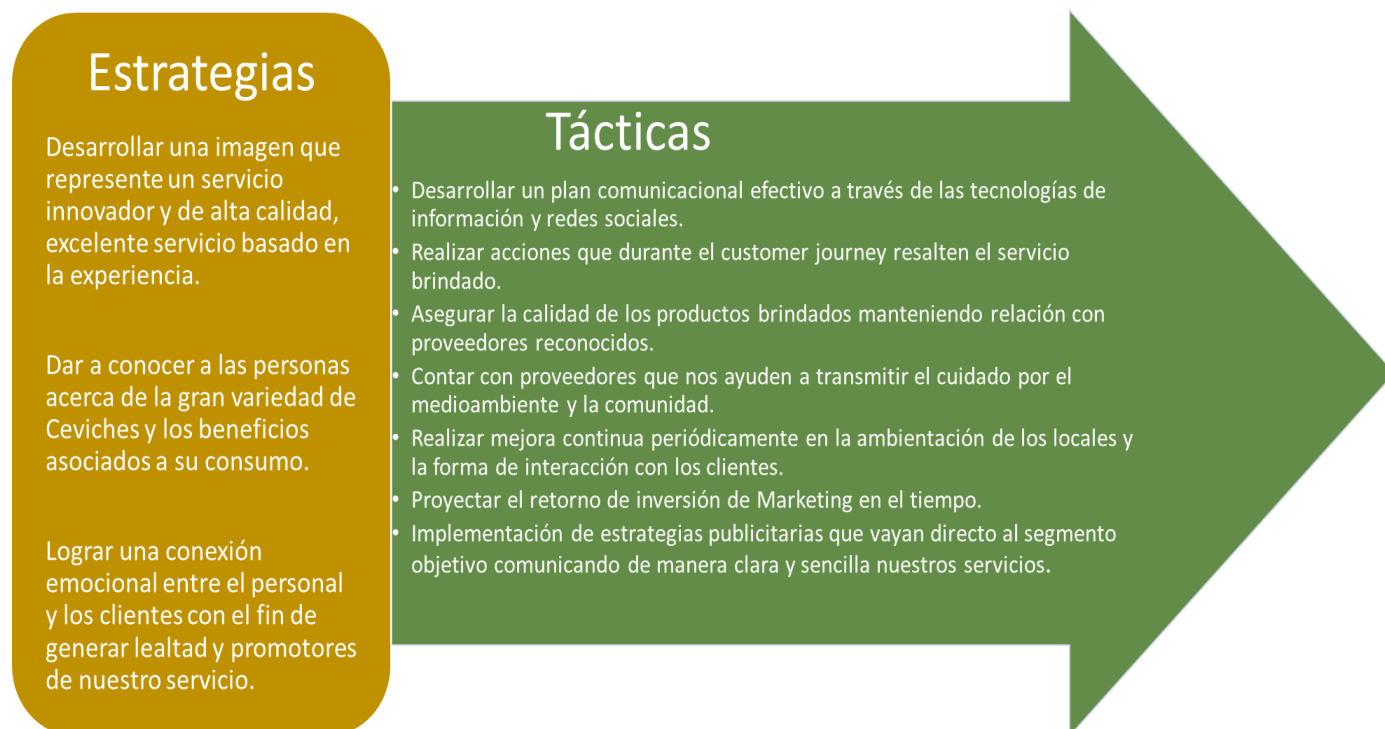 Estrategias
Desarrollar una imagen que
represente un servicio
innovador y de alta calidad,
excelente servicio basado en
la experiencia.
Dar a conocer a las personas
acerca de la gran variedad de
Ceviches y los beneficios
asociados a su consumo.
Lograr una conexión
emocional entre el personal
y los clientes con el fin de
generar lealtad y promotores
de nuestro servicio.
Tácticas
• Desarrollar un plan comunicacional efectivo a través de las tecnologías de
información y redes sociales.
• Realizar acciones que durante el customer journey resalten el servicio
brindado.
• Asegurar la calidad de los productos brindados manteniendo relación con
proveedores reconocidos.
• Contar con proveedores que nos ayuden a transmitir el cuidado por el
medioambiente y la comunidad.
• Realizar mejora continua periódicamente en la ambientación de los locales y
la forma de interacción con los clientes.
• Proyectar el retorno de inversión de Marketing en el tiempo.
• Implementación de estrategias publicitarias que vayan directo al segmento
objetivo comunicando de manera clara y sencilla nuestros servicios.